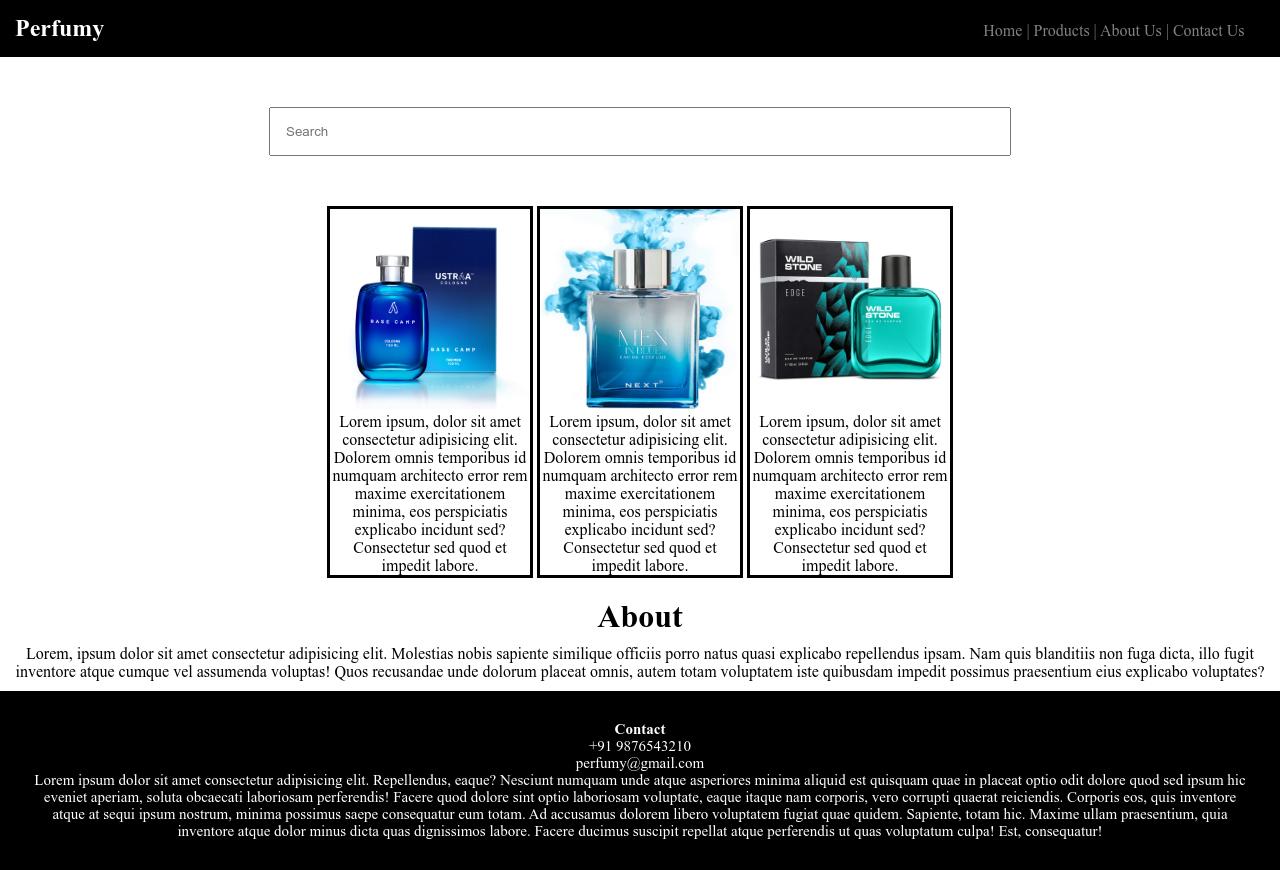 Perfumy
Home | Products | About Us | Contact Us
Search
USTRAA
COLOGNE
BASE CAMP
COLOGNE
BASE CAMP
MEN
IN BLUE
EAU DE PERFUME
NEXT
WILD
STONE
EDGE
WILD
STONE
EDGE
Lorem ipsum, dolor sit amet
consectetur adipisicing elit.
Dolorem omnis temporibus id
numquam architecto error rem
maxime exercitationem
minima, eos perspiciatis
explicabo incidunt sed?
Consectetur sed quod et
impedit labore.
Lorem ipsum, dolor sit amet
consectetur adipisicing elit.
Dolorem omnis temporibus id
numquam architecto error rem
maxime exercitationem
minima, eos perspiciatis
explicabo incidunt sed?
Consectetur sed quod et
impedit labore.
Lorem ipsum, dolor sit amet
consectetur adipisicing elit.
Dolorem omnis temporibus id
numquam architecto error rem
maxime exercitationem
minima, eos perspiciatis
explicabo incidunt sed?
Consectetur sed quod et
impedit labore.
About
Lorem, ipsum dolor sit amet consectetur adipisicing elit. Molestias nobis sapiente similique officiis porro natus quasi explicabo repellendus ipsam. Nam quis blanditiis non fuga dicta, illo fugit
inventore atque cumque vel assumenda voluptas! Quos recusandae unde dolorum placeat omnis, autem totam voluptatem iste quibusdam impedit possimus praesentium eius explicabo voluptates?
Contact
+91 9876543210
perfumy@gmail.com
Lorem ipsum dolor sit amet consectetur adipisicing elit. Repellendus, eaque? Nesciunt numquam unde atque asperiores minima aliquid est quisquam quae in placeat optio odit dolore quod sed ipsum hic
eveniet aperiam, soluta obcaecati laboriosam perferendis! Facere quod dolore sint optio laboriosam voluptate, eaque itaque nam corporis, vero corrupti quaerat reiciendis. Corporis eos, quis inventore
atque at sequi ipsum nostrum, minima possimus saepe consequatur eum totam. Ad accusamus dolorem libero voluptatem fugiat quae quidem. Sapiente, totam hic. Maxime ullam praesentium, quia
inventore atque dolor minus dicta quas dignissimos labore. Facere ducimus suscipit repellat atque perferendis ut quas voluptatum culpa! Est, consequatur!